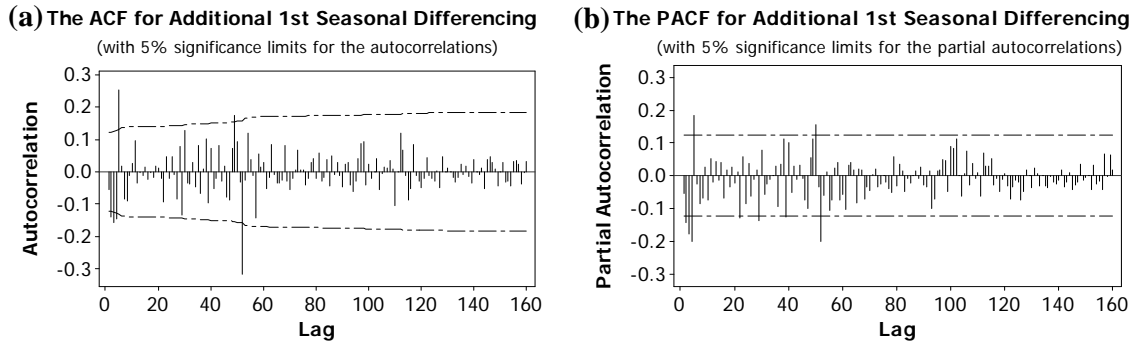 (a) The ACF for Additional 1st Seasonal Differencing
(with 5% significance limits for the autocorrelations)
0.3
0.2
0.1
0.0
-0.1
-0.2
-0.3
Autocorrelation
0 20 40 60 80 100 120 140 160
Lag
(b) The PACF for Additional 1st Seasonal Differencing
(with 5% significance limits for the partial autocorrelations)
0.3
0.2
0.1
0.0
-0.1
-0.2
-0.3
Partial Autocorrelation
0 20 40 60 80 100 120 140 160
Lag